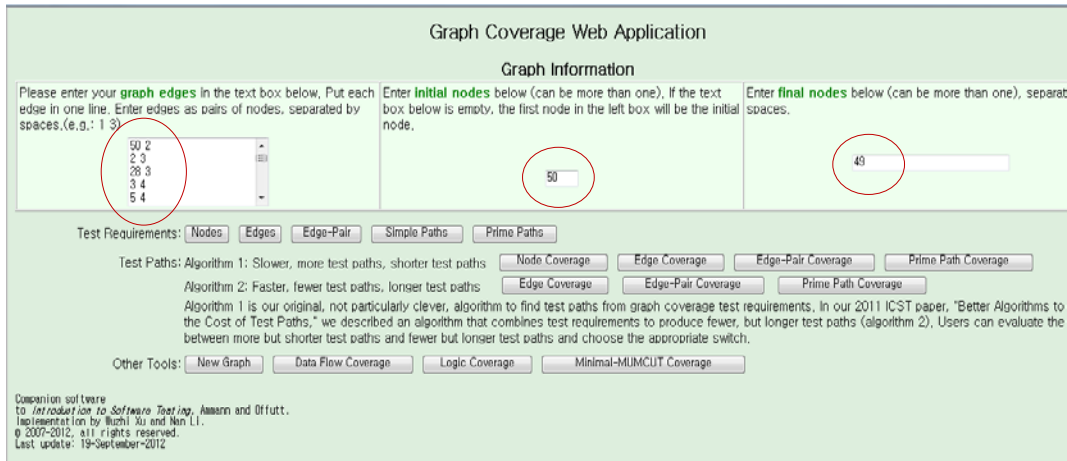 Graph Coverage Web Application
Graph Information
Please enter your graph edges in the text box below. Put each
edge in one line. Enter edges as pairs of nodes, separated by
spaces.(e.g.: 1 3)
Enter initial nodes below (can be more than one). If the text
box below is empty, the first node in the left box will be the initial
node.
Enter final nodes below (can be more than one), separat
spaces.
50 2
2 3
28 3
3 4
5 4
50
49
Test Requirements: Nodes Edges Edge-Pair Simple Paths Prime Paths
Test Paths: Algorithm 1: Slower, more test paths, shorter test paths Node Coverage Edge Coverage Edge-Pair Coverage Prime Path Coverage
Algorithm 2: Faster, fewer test paths, longer test paths Edge Coverage Edge-Pair Coverage Prime Path Coverage
Algorithm 1 is our original, not particularly clever, algorithm to find test paths from graph coverage test requirements. In our 2011 ICST paper, "Better Algorithms to
the Cost of Test Paths," we described an algorithm that combines test requirements to produce fewer, but longer test paths (algorithm 2). Users can evaluate the
between more but shorter test paths and fewer but longer test paths and choose the appropriate switch.
Other Tools: New Graph Data Flow Coverage Logic Coverage Minimal-MUMCUT Coverage
Companion software
to Introduction to Software Testing, Ammann and Offutt.
Implementation by Wuzhi Xu and Nan Li.
© 2007-2012, all rights reserved.
Last update: 19-September-2012